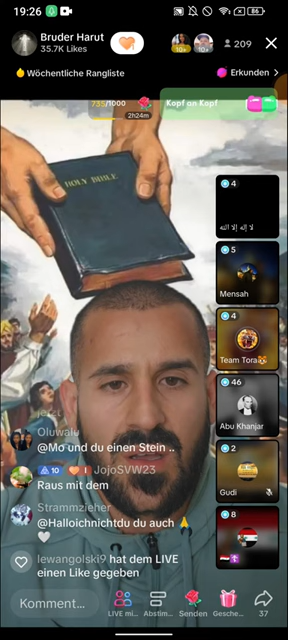 19:26
86
Bruder Harut
35.7K Likes
10+
10+
209
Wöchentliche Rangliste
Erkunden >
735/1000
2h24m
Kopf an Kopf
HOLY BIBLE
4
لا إله إلا الله
5
Mensah
4
Team Tora
46
Abu Khanjar
2
Gudi
8
Oluwalu
@Mo und du einen Stein ..
10
1
JojoSVW23
Raus mit dem
Strammzieher
@Halloichnichtdu du auch 🙏
🤍
lewangolski9 hat dem LIVE
einen Like gegeben
Komment...
LIVE mi...
Abstim...
Senden
Gesche...
37